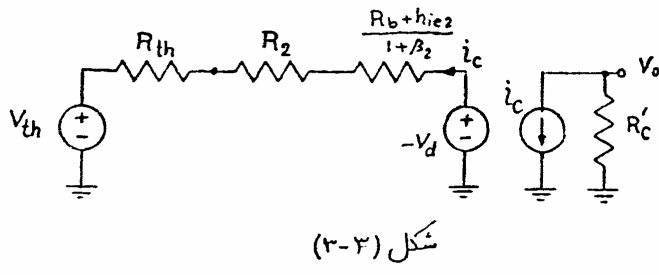 R_b + h_ie2
1 + β_2
R_th
R_2
i_c
V_o
V_th
+
-
-V_d
+
-
i_c
R'_c
شکل (۳-۳)